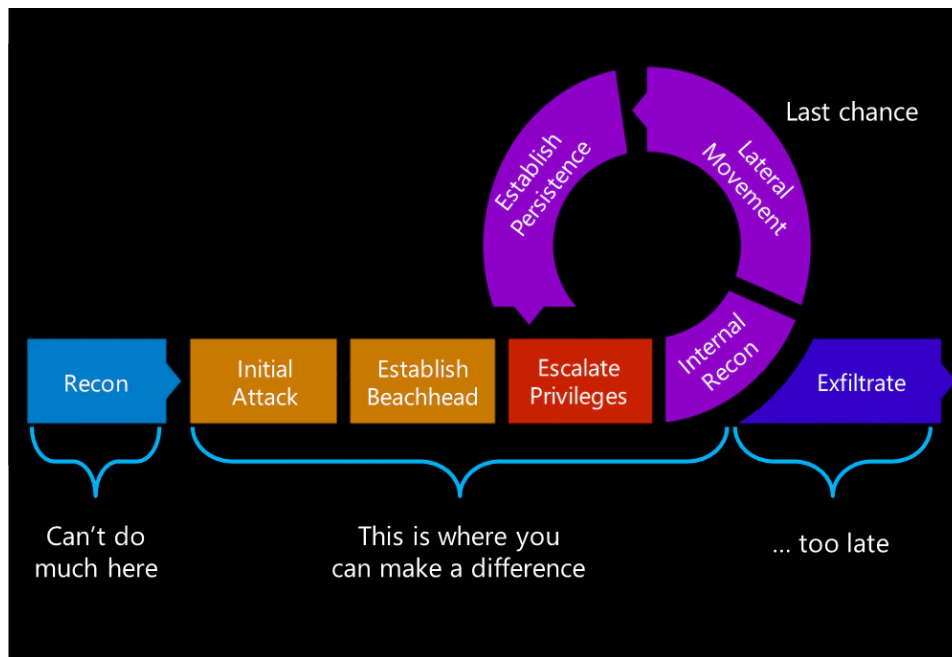 Last chance
Establish
Persistence
Lateral
Movement
Internal
Recon
Recon
Initial
Attack
Establish
Beachhead
Escalate
Privileges
Exfiltrate
Can't do
much here
This is where you
can make a difference
... too late